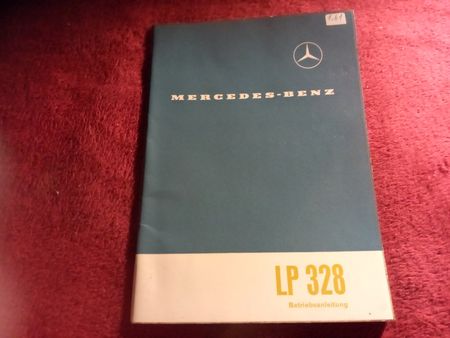 MERCEDES-BENZ
LP 328
Betriebsanleitung